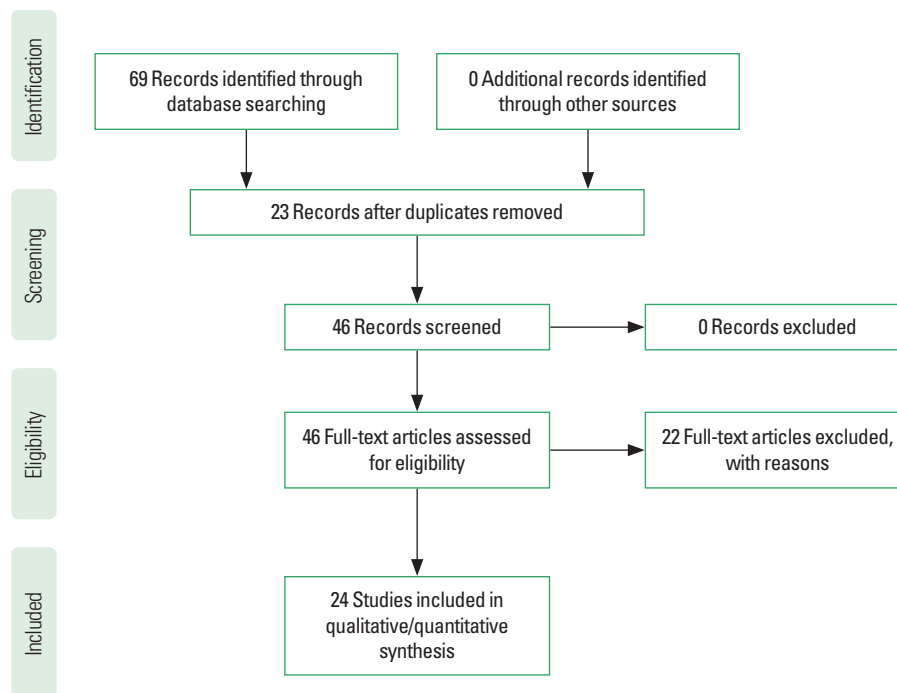 Identification
69 Records identified through
database searching
0 Additional records identified
through other sources
Screening
23 Records after duplicates removed
46 Records screened
0 Records excluded
Eligibility
46 Full-text articles assessed
for eligibility
22 Full-text articles excluded,
with reasons
Included
24 Studies included in
qualitative/quantitative
synthesis